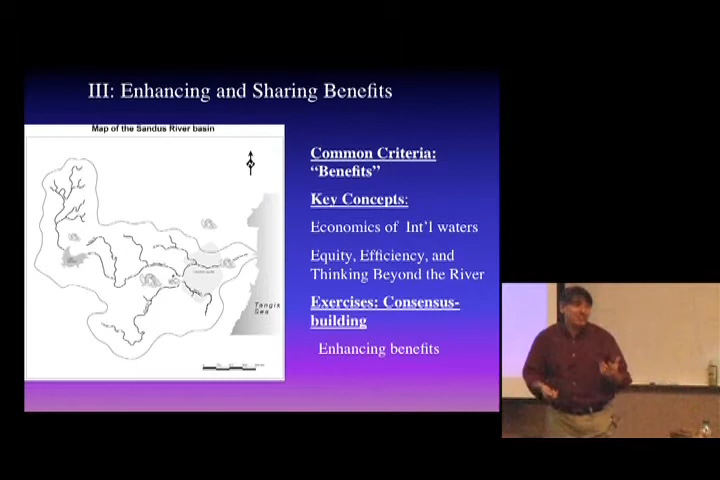 III: Enhancing and Sharing Benefits
Map of the Sandus River basin
Common Criteria:
“Benefits”
Key Concepts:
Economics of Int’l waters
Equity, Efficiency, and
Thinking Beyond the River
Exercises: Consensus-
building
Enhancing benefits
Tangis
Sea